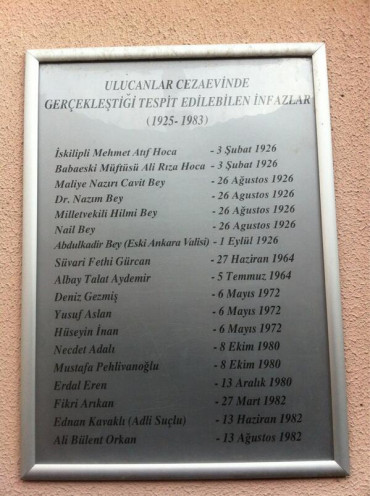 ULUCANLAR CEZAEVİNDE
GERÇEKLEŞTİĞİ TESPİT EDİLEBİLEN İNFAZLAR
(1925- 1983)
İskilipli Mehmet Atıf Hoca - 3 Şubat 1926
Babaeski Müftüsü Ali Rıza Hoca - 3 Şubat 1926
Maliye Nazırı Cavit Bey - 26 Ağustos 1926
Dr. Nazım Bey - 26 Agustos 1926
Milletvekili Hilmi Bey - 26 Ağustos 1926
Nail Bey - 26 Ağustos 1926
Abdulkadir Bey (Eski Ankara Valisi) - 1 Eylül 1926
Süvari Fethi Gürcan - 27 Haziran 1964
Albay Talat Aydemir - 5 Temmuz 1964
Deniz Gezmiş - 6 Mayıs 1972
Yusuf Aslan - 6 Mayıs 1972
Hüseyin İnan - 6 Mayıs 1972
Necdet Adalı - 8 Ekim 1980
Mustafa Pehlivanoğlu - 8 Ekim 1980
Erdal Eren - 13 Aralık 1980
Fikri Arıkan - 27 Mart 1982
Ednan Kavaklı (Adli Suçlu) - 13 Haziran 1982
Ali Bülent Orkan - 13 Ağustos 1982